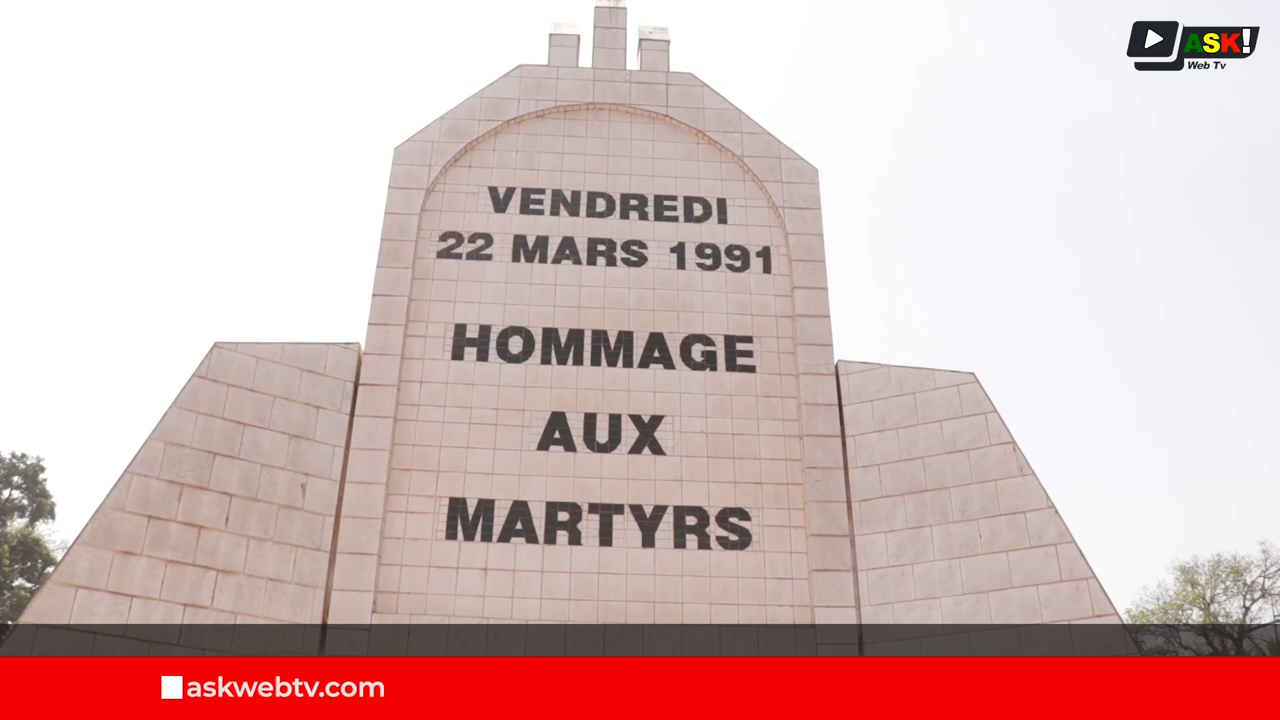 ASK!
Web Tv
VENDREDI
22 MARS 1991
HOMMAGE
AUX
MARTYRS
askwebtv.com